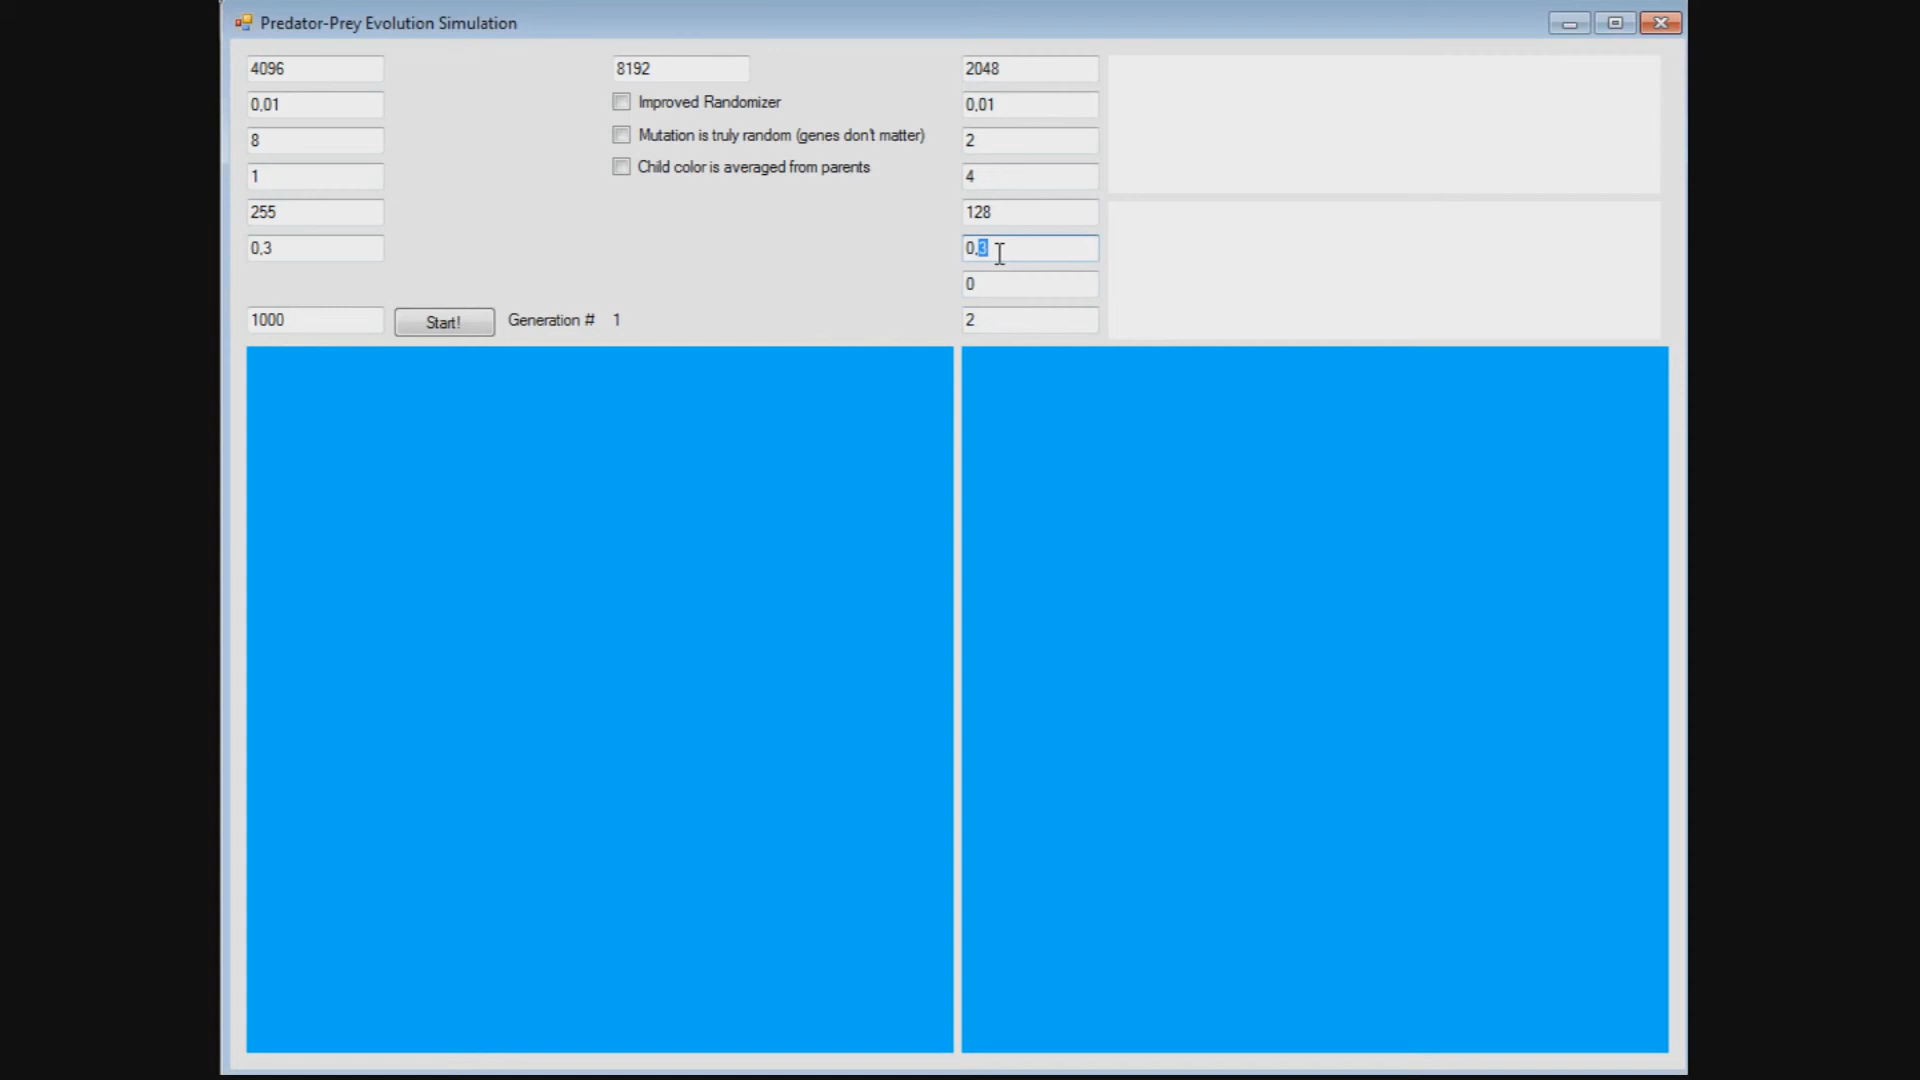 Predator-Prey Evolution Simulation
4096
8192
2048
0,01
Improved Randomizer
0,01
8
Mutation is truly random (genes don't matter)
2
1
Child color is averaged from parents
4
255
128
0,3
0,3
0
1000
Start!
Generation #
1
2